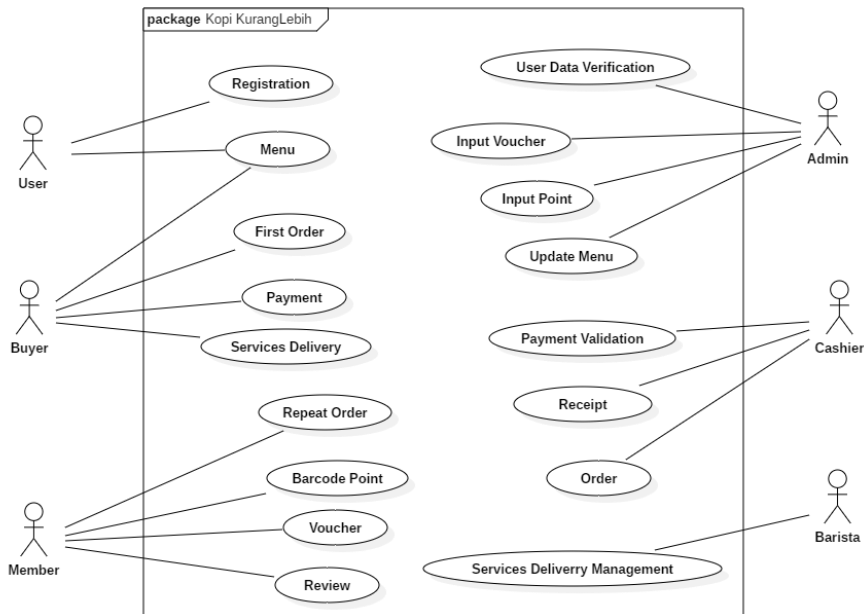 package Kopi KurangLebih
Registration
User Data Verification
User
Menu
Input Voucher
Admin
Input Point
First Order
Update Menu
Buyer
Payment
Services Delivery
Payment Validation
Cashier
Repeat Order
Receipt
Barcode Point
Order
Member
Voucher
Barista
Review
Services Deliverry Management